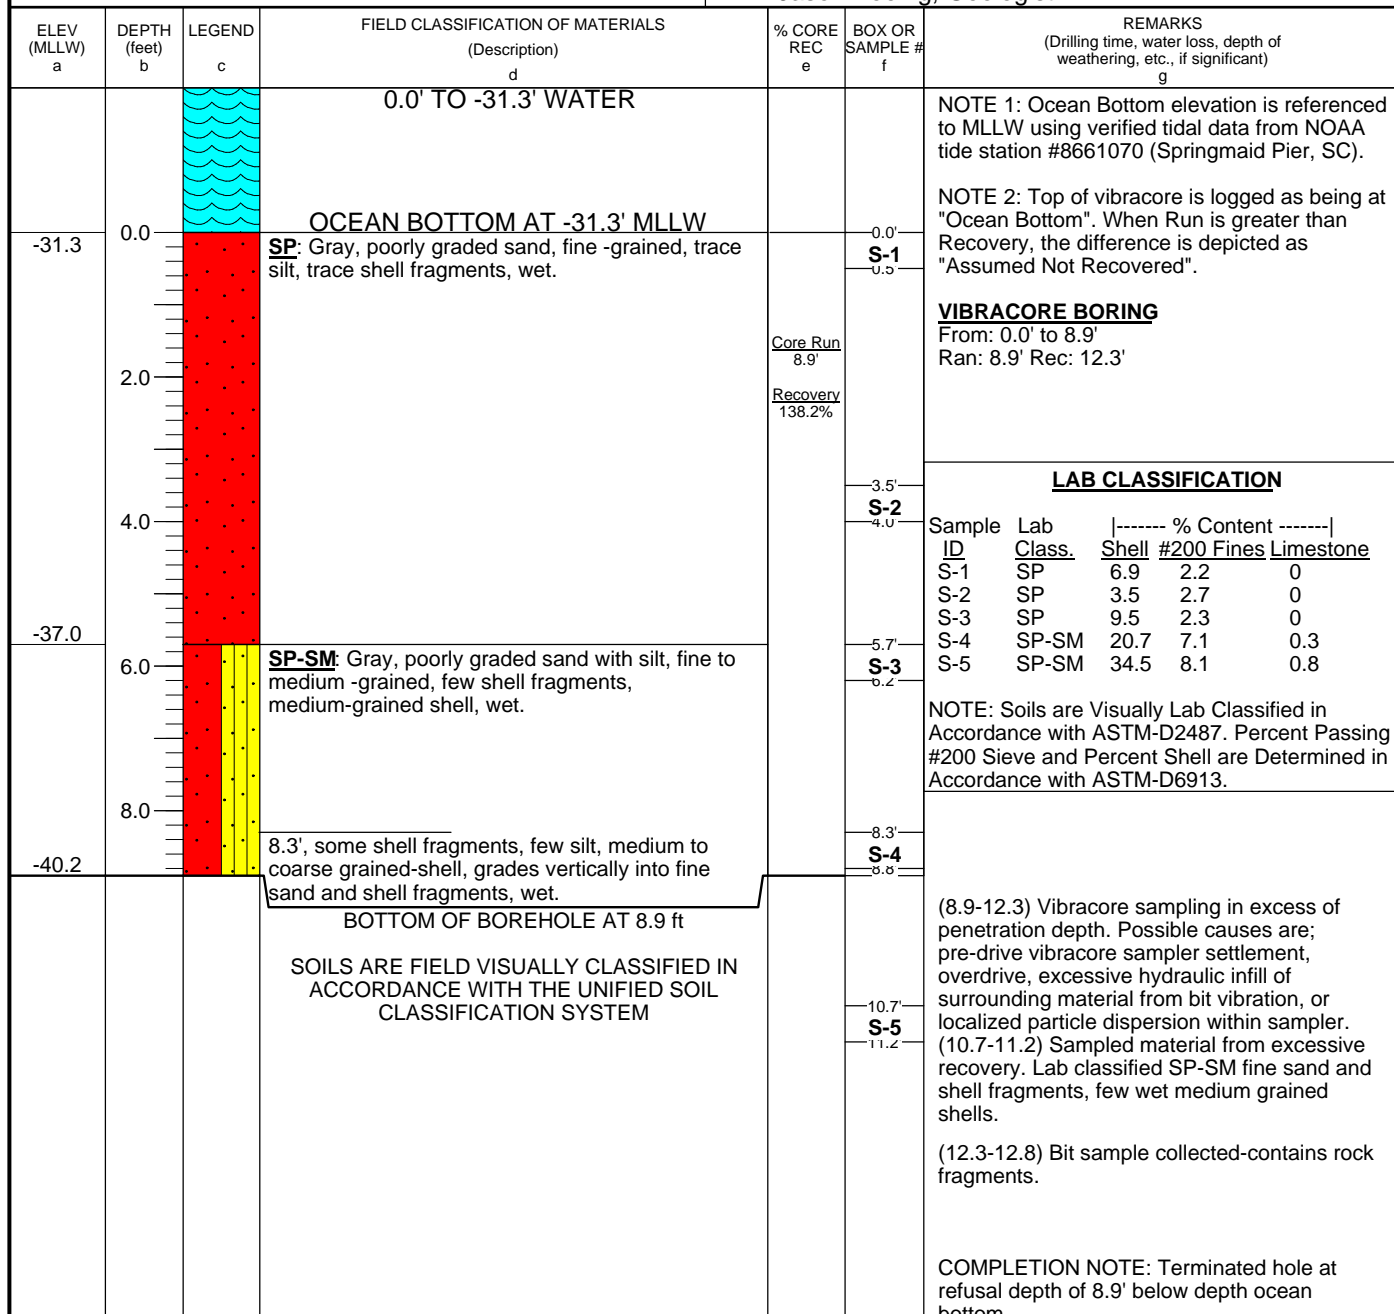 ELEV (MLLW) a
DEPTH (feet) b
LEGEND c
FIELD CLASSIFICATION OF MATERIALS
(Description)
d
% CORE REC e
BOX OR SAMPLE # f
REMARKS
(Drilling time, water loss, depth of
weathering, etc., if significant)
g
0.0' TO -31.3' WATER
OCEAN BOTTOM AT -31.3' MLLW
-31.3
0.0
SP: Gray, poorly graded sand, fine -grained, trace
silt, trace shell fragments, wet.
2.0
4.0
-37.0
6.0
SP-SM: Gray, poorly graded sand with silt, fine to
medium -grained, few shell fragments,
medium-grained shell, wet.
8.0
8.3', some shell fragments, few silt, medium to
coarse grained-shell, grades vertically into fine
sand and shell fragments, wet.
-40.2
BOTTOM OF BOREHOLE AT 8.9 ft
SOILS ARE FIELD VISUALLY CLASSIFIED IN
ACCORDANCE WITH THE UNIFIED SOIL
CLASSIFICATION SYSTEM
Core Run
8.9'
Recovery
138.2%
0.0'
S-1
0.5
3.5'
S-2
4.0
5.7'
S-3
6.2
8.3'
S-4
8.8
10.7'
S-5
11.2
NOTE 1: Ocean Bottom elevation is referenced
to MLLW using verified tidal data from NOAA
tide station #8661070 (Springmaid Pier, SC).
NOTE 2: Top of vibracore is logged as being at
"Ocean Bottom". When Run is greater than
Recovery, the difference is depicted as
"Assumed Not Recovered".
VIBRACORE BORING
From: 0.0' to 8.9'
Ran: 8.9' Rec: 12.3'
LAB CLASSIFICATION
Sample Lab |------- % Content -------|
ID Class. Shell #200 Fines Limestone
S-1 SP 6.9 2.2 0
S-2 SP 3.5 2.7 0
S-3 SP 9.5 2.3 0
S-4 SP-SM 20.7 7.1 0.3
S-5 SP-SM 34.5 8.1 0.8
NOTE: Soils are Visually Lab Classified in
Accordance with ASTM-D2487. Percent Passing
#200 Sieve and Percent Shell are Determined in
Accordance with ASTM-D6913.
(8.9-12.3) Vibracore sampling in excess of
penetration depth. Possible causes are;
pre-drive vibracore sampler settlement,
overdrive, excessive hydraulic infill of
surrounding material from bit vibration, or
localized particle dispersion within sampler.
(10.7-11.2) Sampled material from excessive
recovery. Lab classified SP-SM fine sand and
shell fragments, few wet medium grained
shells.
(12.3-12.8) Bit sample collected-contains rock
fragments.
COMPLETION NOTE: Terminated hole at
refusal depth of 8.9' below depth ocean
bottom